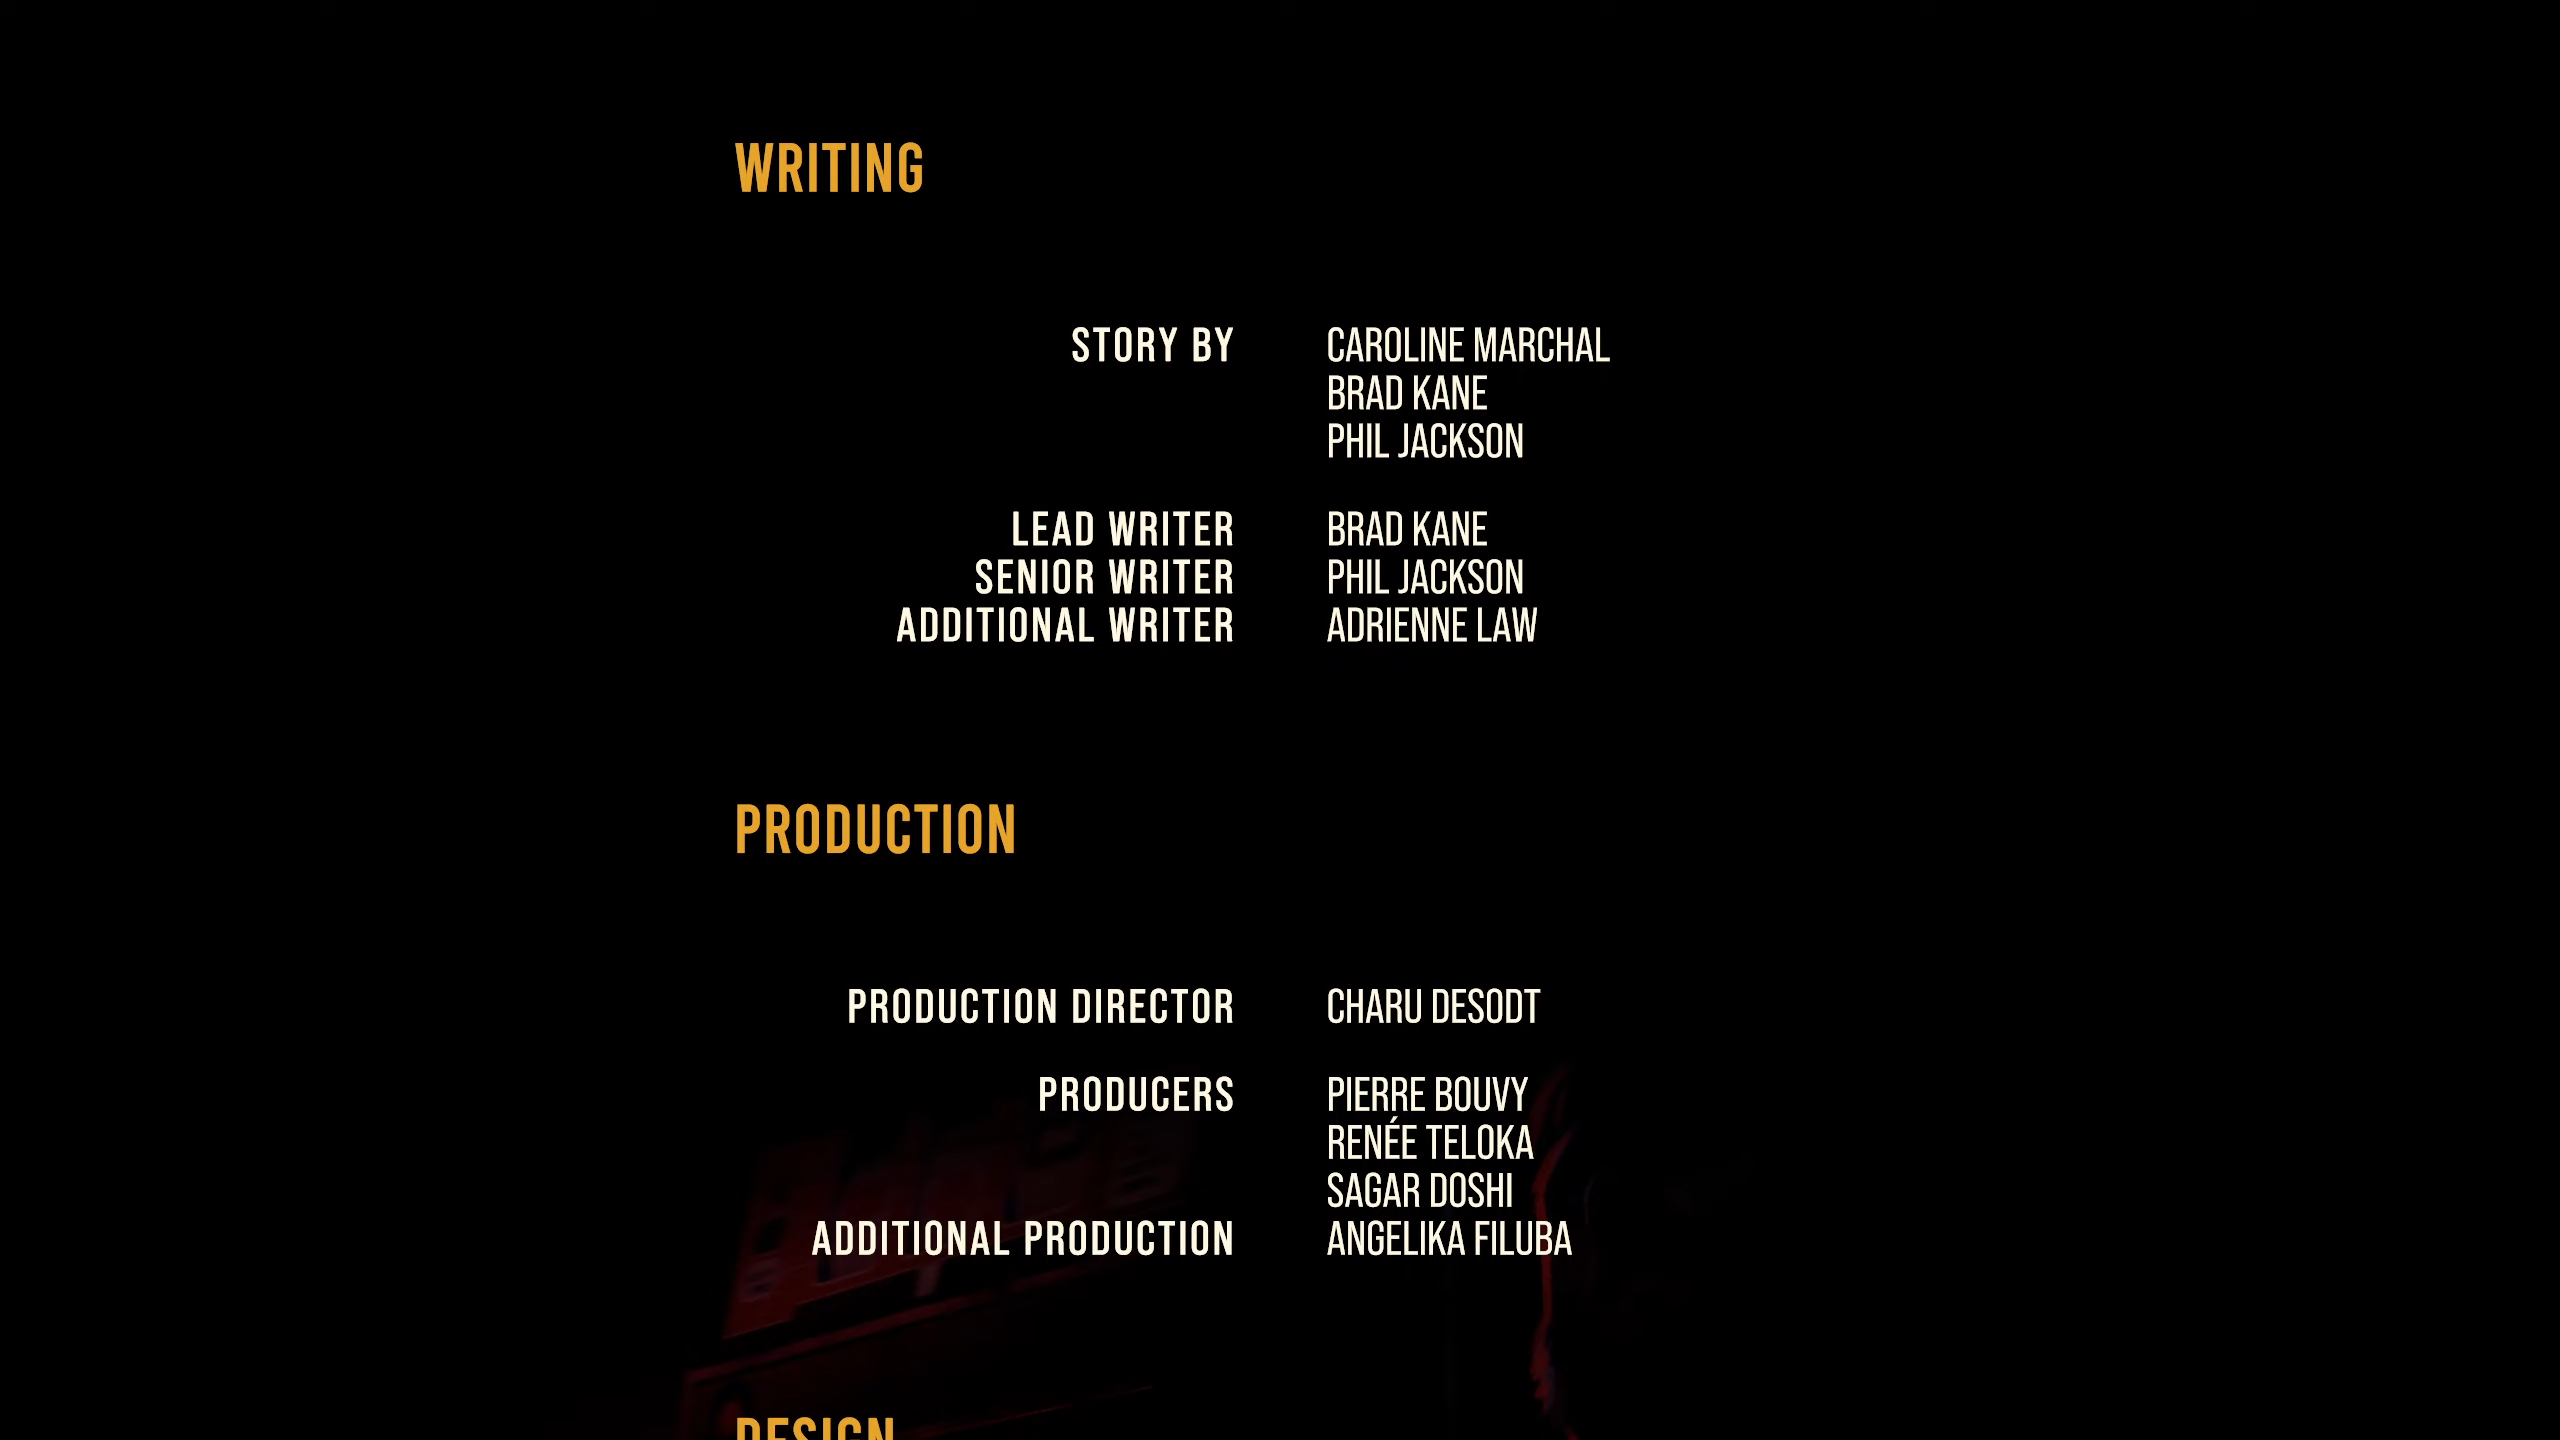 WRITING
STORY BY CAROLINE MARCHAL
BRAD KANE
PHIL JACKSON
LEAD WRITER BRAD KANE
SENIOR WRITER PHIL JACKSON
ADDITIONAL WRITER ADRIENNE LAW
PRODUCTION
PRODUCTION DIRECTOR CHARU DESODT
PRODUCERS PIERRE BOUVY
RENÉE TELOKA
SAGAR DOSHI
ADDITIONAL PRODUCTION ANGELIKA FILUBA
DESIGN